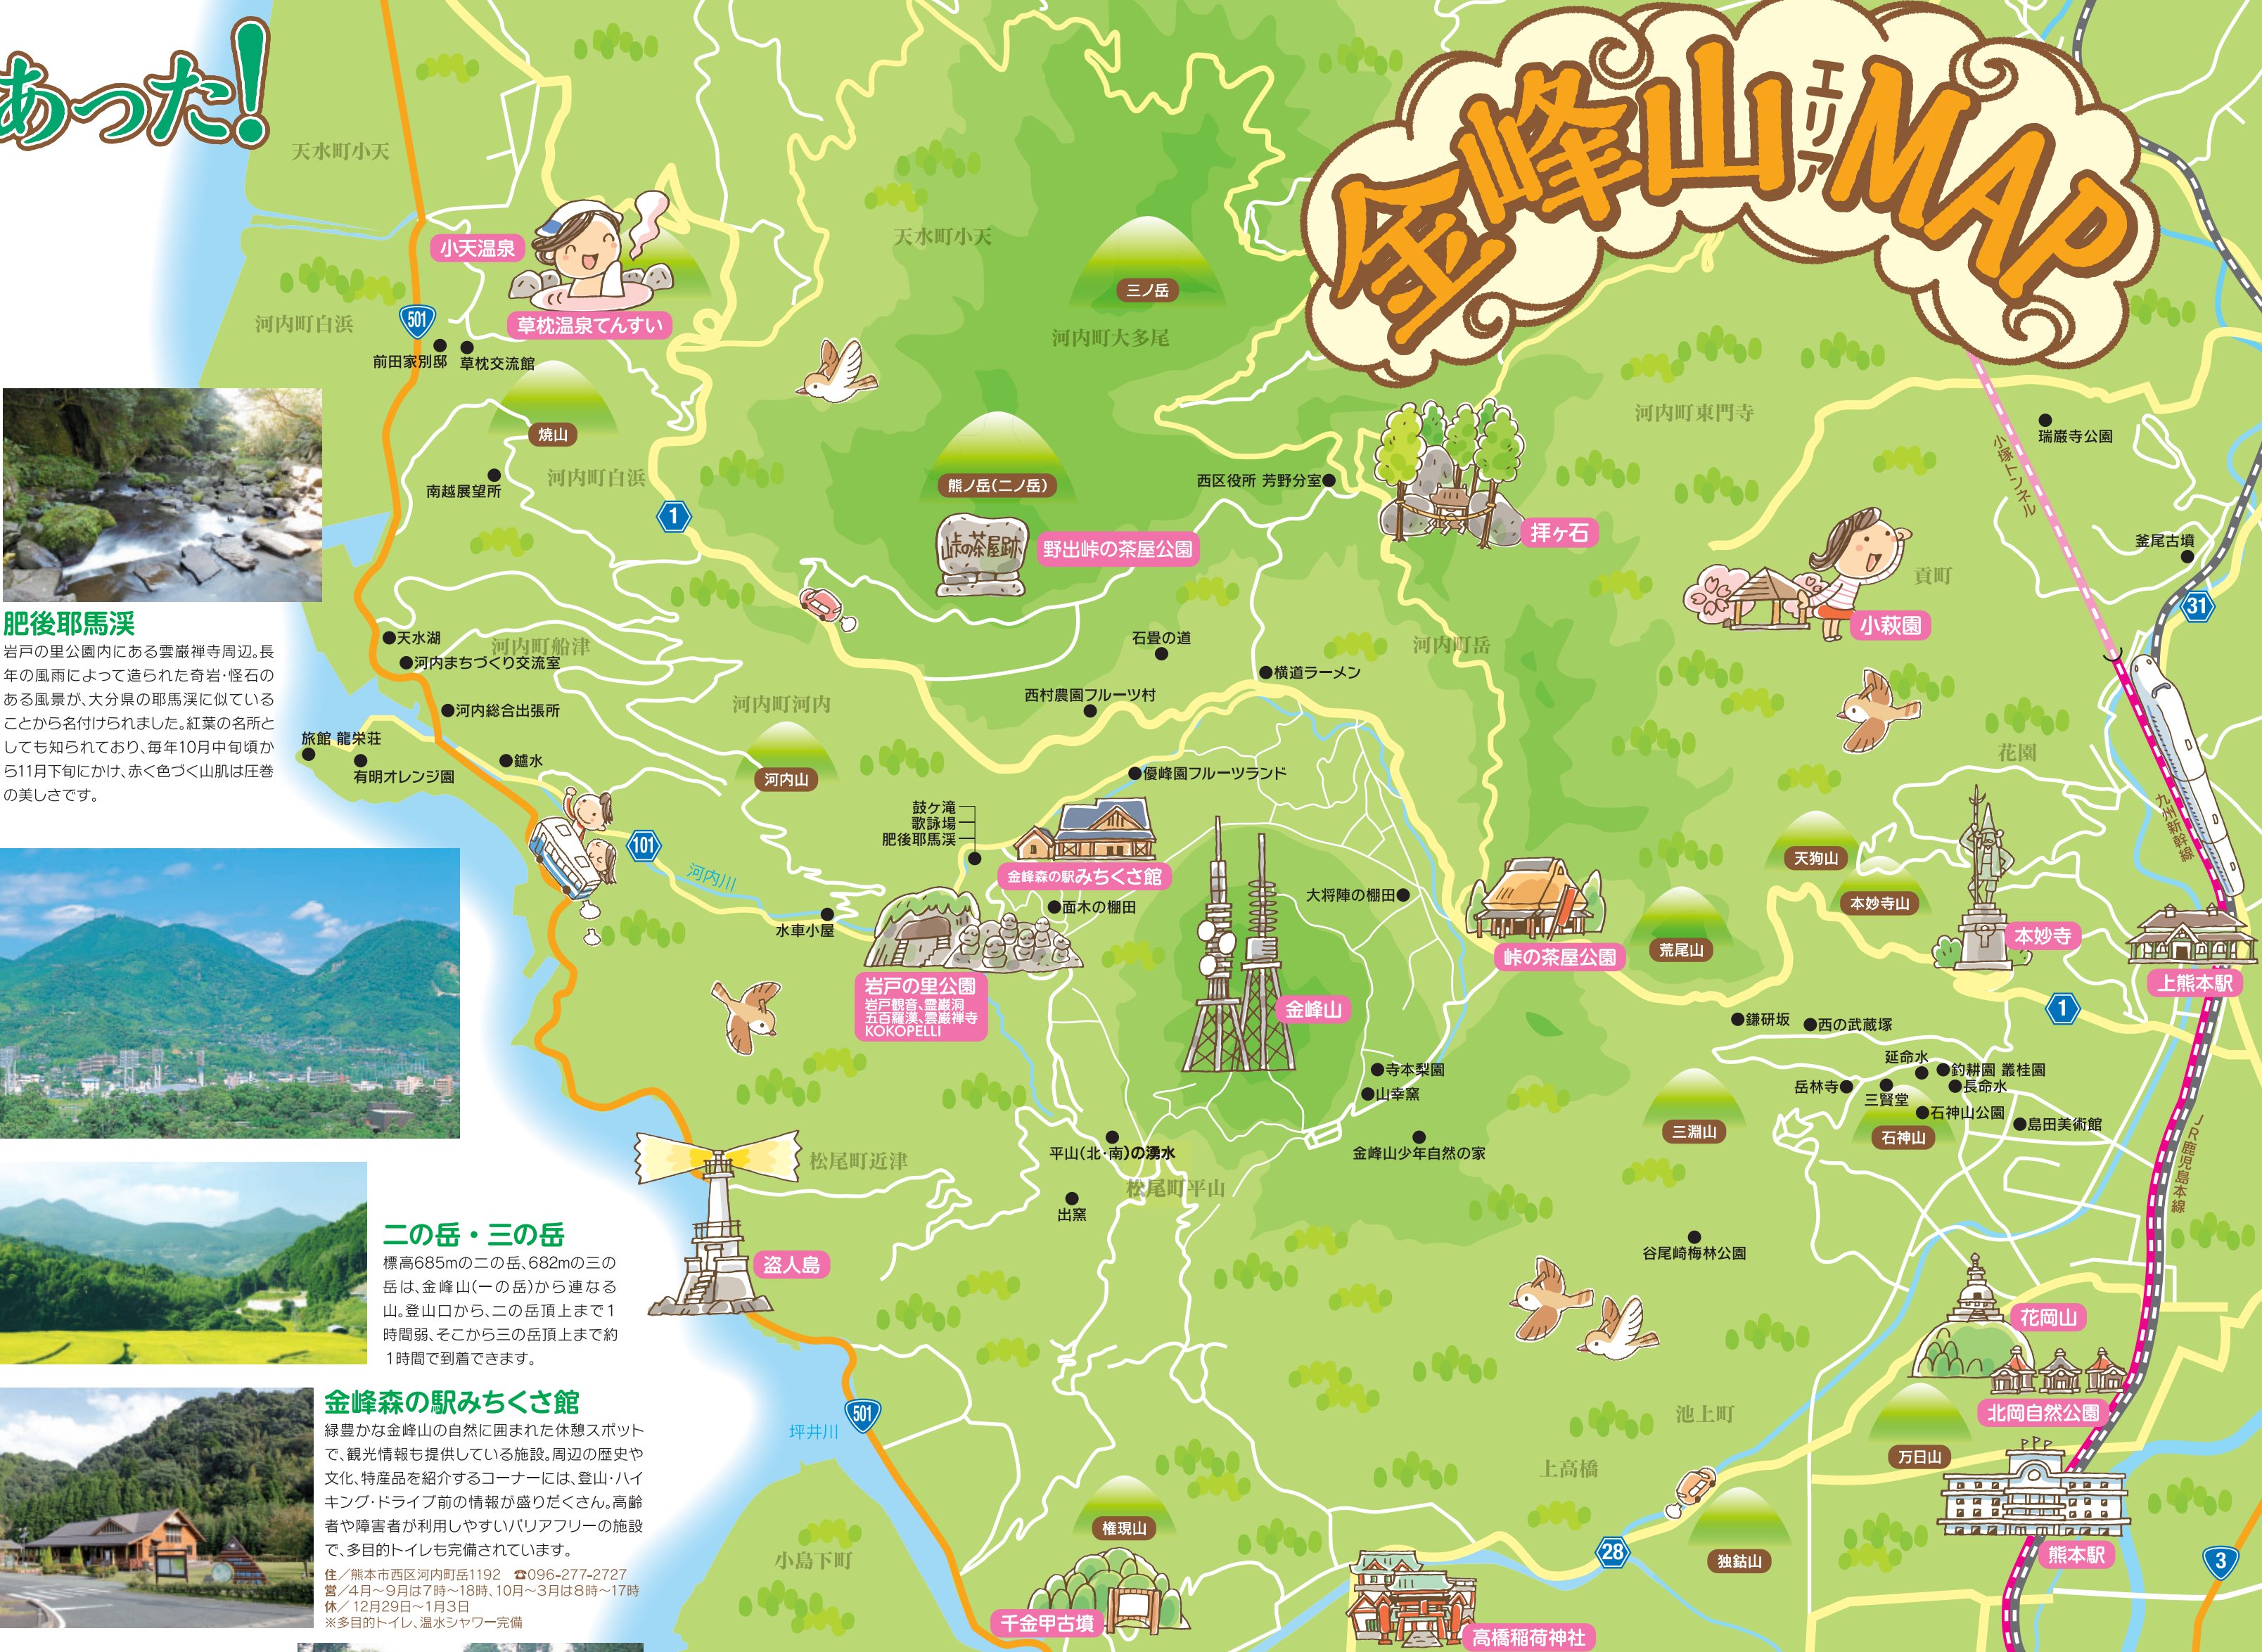 あった!
金峰山エリアMAP
天水町小天
小天温泉
草枕温泉てんすい
河内町白浜
501
前田家別邸
草枕交流館
焼山
南越展望所
河内町白浜
1
天水町小天
三ノ岳
河内町大多尾
熊ノ岳(二ノ岳)
峠の茶屋跡
野出峠の茶屋公園
西区役所 芳野分室
拝ヶ石
河内町東門寺
小塚トンネル
瑞巌寺公園
釜尾古墳
31
貢町
小萩園
肥後耶馬渓
岩戸の里公園内にある雲巌禅寺周辺。長
年の風雨によって造られた奇岩・怪石の
ある風景が、大分県の耶馬渓に似ている
ことから名付けられました。紅葉の名所と
しても知られており、毎年10月中旬頃か
ら11月下旬にかけ、赤く色づく山肌は圧巻
の美しさです。
天水湖
河内まちづくり交流室
河内町船津
河内総合出張所
旅館 龍栄荘
有明オレンジ園
鑪水
河内町河内
河内山
101
河内川
水車小屋
石畳の道
西村農園フルーツ村
横道ラーメン
河内町岳
優峰園フルーツランド
鼓ヶ滝
歌詠場
肥後耶馬渓
金峰森の駅みちくさ館
面木の棚田
岩戸の里公園
岩戸観音、霊巌洞
五百羅漢、雲巌禅寺
KOKOPELLI
大将陣の棚田
金峰山
峠の茶屋公園
荒尾山
花園
天狗山
本妙寺山
本妙寺
九州新幹線
上熊本駅
1
鎌研坂
西の武蔵塚
延命水
釣耕園 叢桂園
岳林寺
三賢堂
長命水
石神山公園
石神山
島田美術館
JR鹿児島本線
寺本梨園
山幸窯
三淵山
平山(北・南)の湧水
金峰山少年自然の家
松尾町平山
出窯
松尾町近津
盗人島
谷尾崎梅林公園
二の岳・三の岳
標高685mの二の岳、682mの三の
岳は、金峰山(一の岳)から連なる
山。登山口から、二の岳頂上まで1
時間弱、そこから三の岳頂上まで約
1時間で到着できます。
花岡山
北岡自然公園
万日山
熊本駅
3
池上町
上高橋
独鈷山
28
501
坪井川
小島下町
権現山
千金甲古墳
高橋稲荷神社
金峰森の駅みちくさ館
緑豊かな金峰山の自然に囲まれた休憩スポット
で、観光情報も提供している施設。周辺の歴史や
文化、特産品を紹介するコーナーには、登山・ハイ
キング・ドライブ前の情報が盛りだくさん。高齢
者や障害者が利用しやすいバリアフリーの施設
で、多目的トイレも完備されています。
住/熊本市西区河内町岳1192 ☎096-277-2727
営/4月~9月は7時~18時、10月~3月は8時~17時
休/12月29日~1月3日
※多目的トイレ、温水シャワー完備